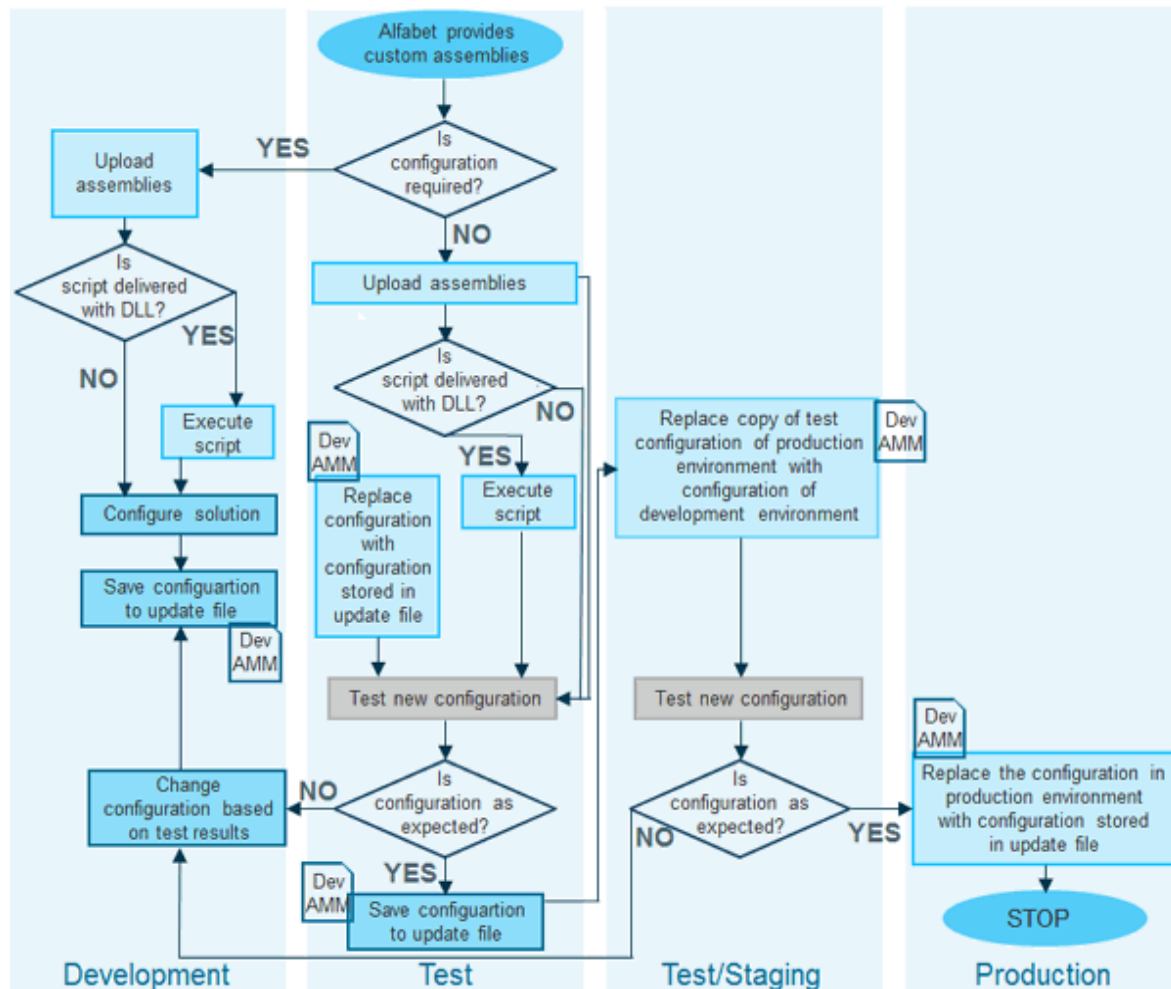 Alfabet provides
custom assemblies
Is
configuration
required?
YES
NO
Upload
assemblies
Is
script delivered
with DLL?
YES
NO
Execute
script
Configure solution
Save configuartion
to update file
Dev
AMM
Change
configuration based
on test results
Upload assemblies
Is
script delivered
with DLL?
NO
YES
Dev
AMM
Replace
configuration
with
configuration
stored in
update file
Execute
script
Test new configuration
Is
configuration as
expected?
NO
YES
Dev
AMM
Save configuartion
to update file
Replace copy of test
configuration of production
environment with
configuration of
development environment
Dev
AMM
Test new configuration
Is
configuration as
expected?
NO
YES
Dev
AMM
Replace the configuration in
production environment
with configuration stored
in update file
STOP
Development
Test
Test/Staging
Production